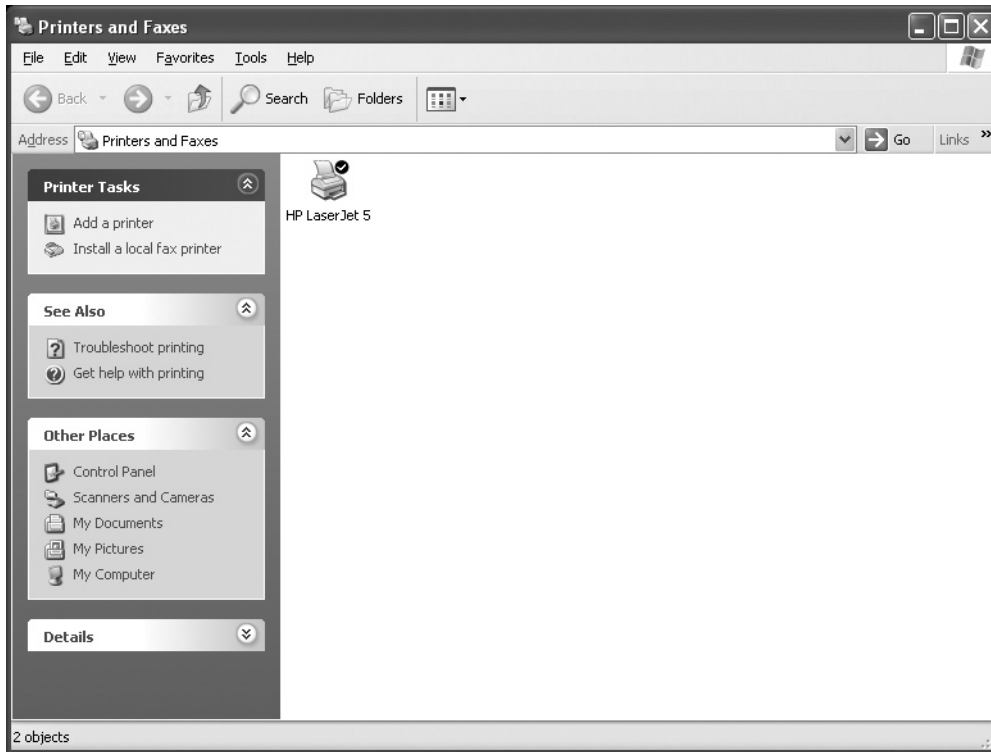 Printers and Faxes
File Edit View Favorites Tools Help
Back Search Folders
Address Printers and Faxes Go Links »
Printer Tasks
Add a printer
Install a local fax printer
See Also
Troubleshoot printing
Get help with printing
Other Places
Control Panel
Scanners and Cameras
My Documents
My Pictures
My Computer
Details
HP LaserJet 5
2 objects